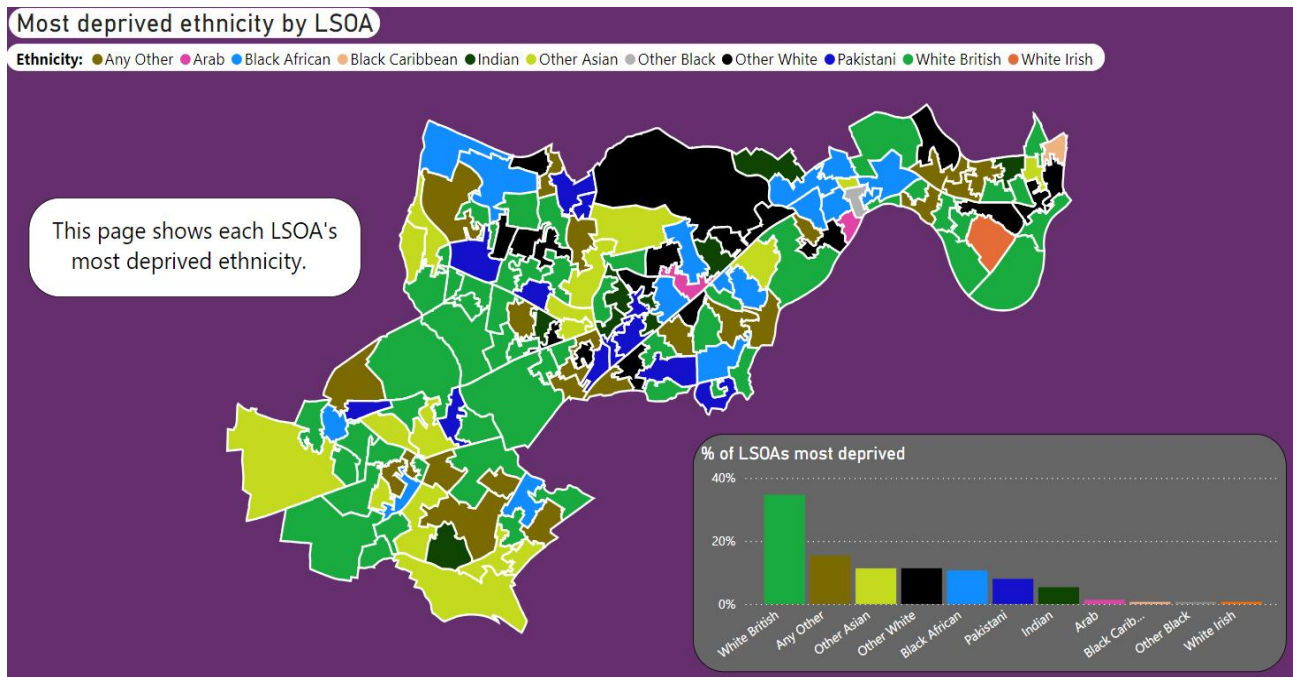 Most deprived ethnicity by LSOA
Ethnicity: Any Other Arab Black African Black Caribbean Indian Other Asian Other Black Other White Pakistani White British White Irish
This page shows each LSOA's
most deprived ethnicity.
% of LSOAs most deprived
40%
20%
0%
White British
Any Other
Other Asian
Other White
Black African
Pakistani
Indian
Arab
Black Carib...
Other Black
White Irish